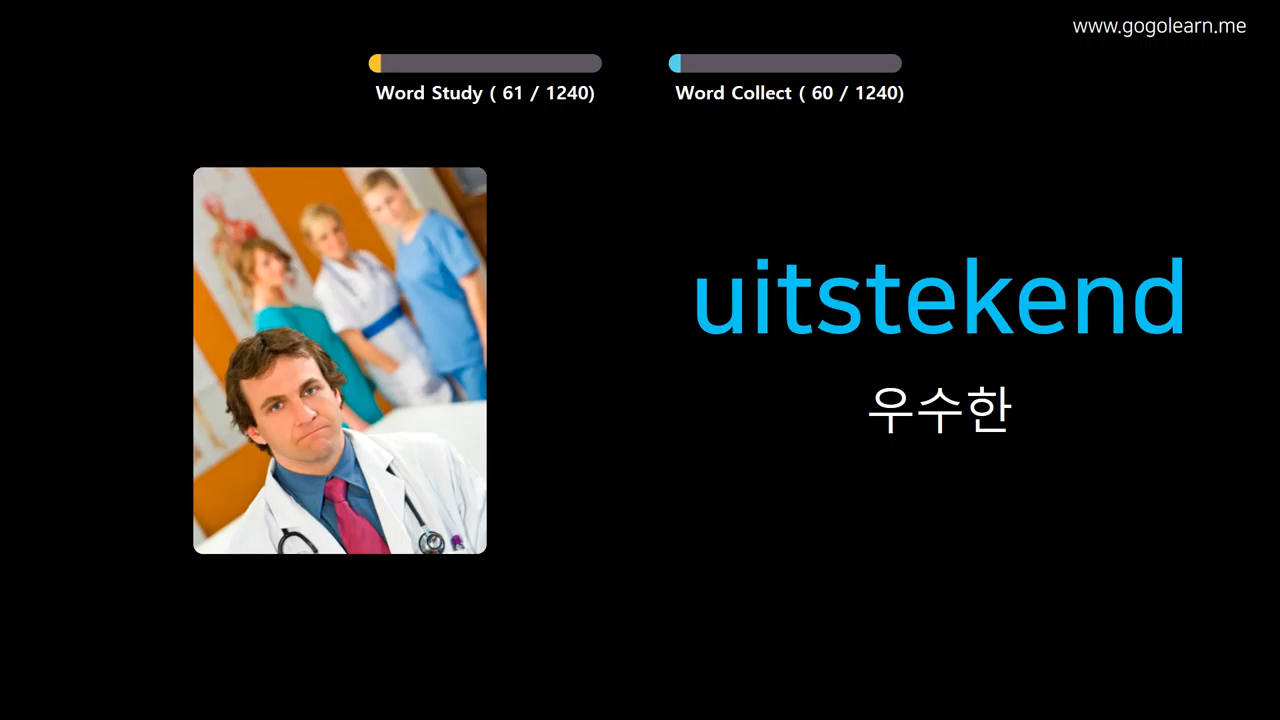 www.gogolearn.me
Word Study ( 61 / 1240)
Word Collect ( 60 / 1240)
uitstekend
우수한